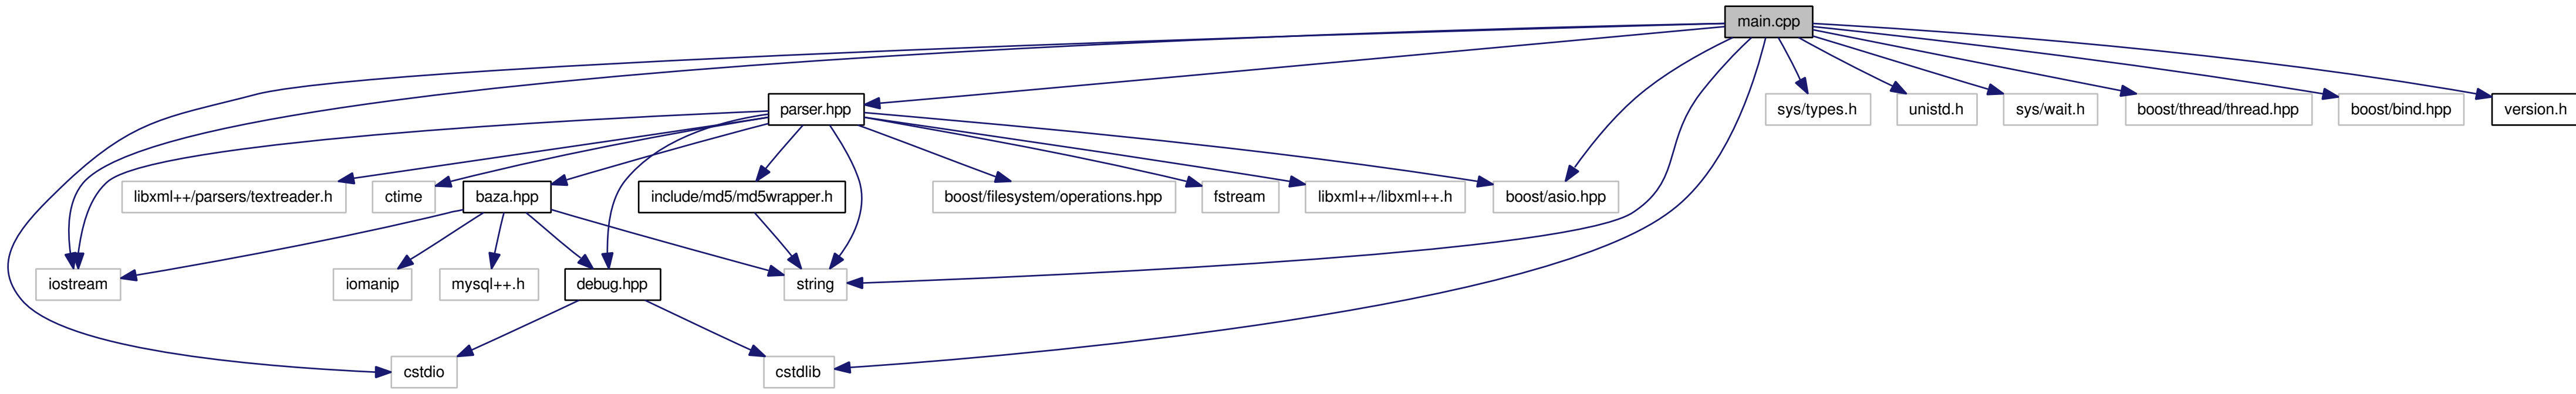 main.cpp
parser.hpp
sys/types.h
unistd.h
sys/wait.h
boost/thread/thread.hpp
boost/bind.hpp
version.h
libxml++/parsers/textreader.h
ctime
baza.hpp
include/md5/md5wrapper.h
boost/filesystem/operations.hpp
fstream
libxml++/libxml++.h
boost/asio.hpp
iostream
iomanip
mysql++.h
debug.hpp
string
cstdio
cstdlib